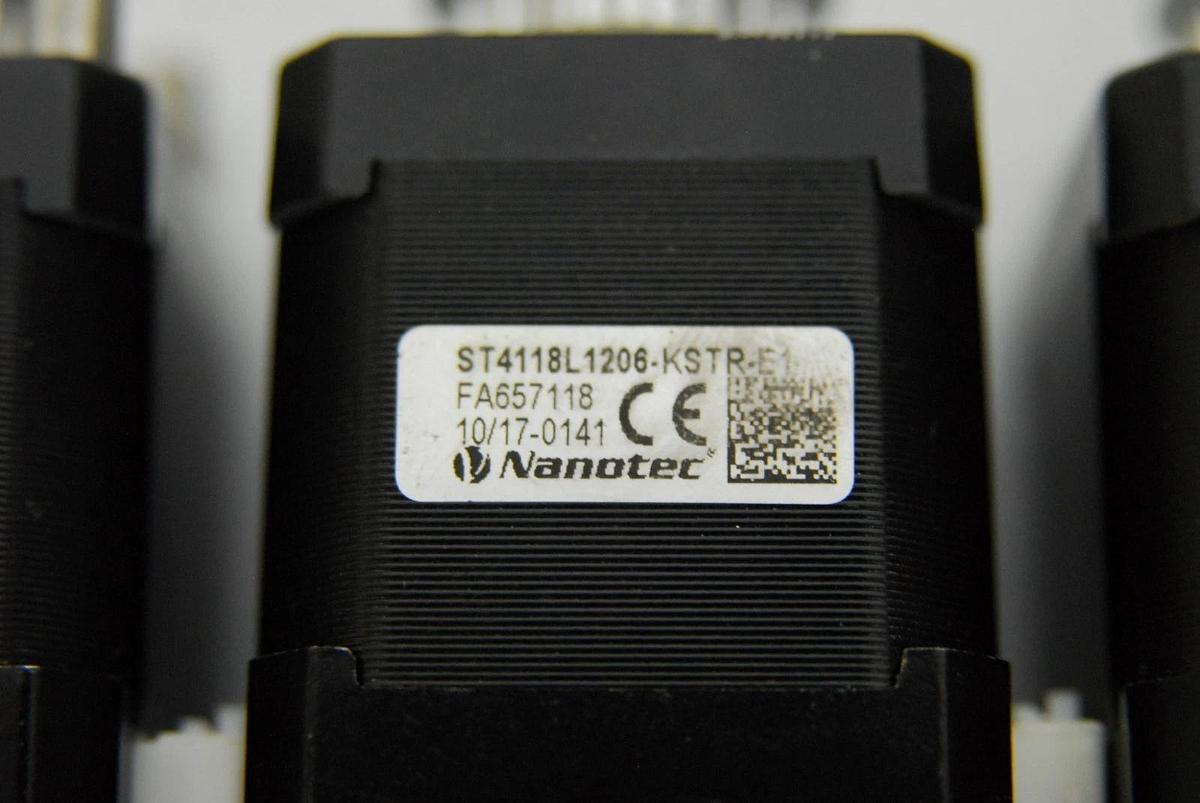 ST4118L1206-KSTR-E1
FA657118
10/17-0141 CE
Nanotec®